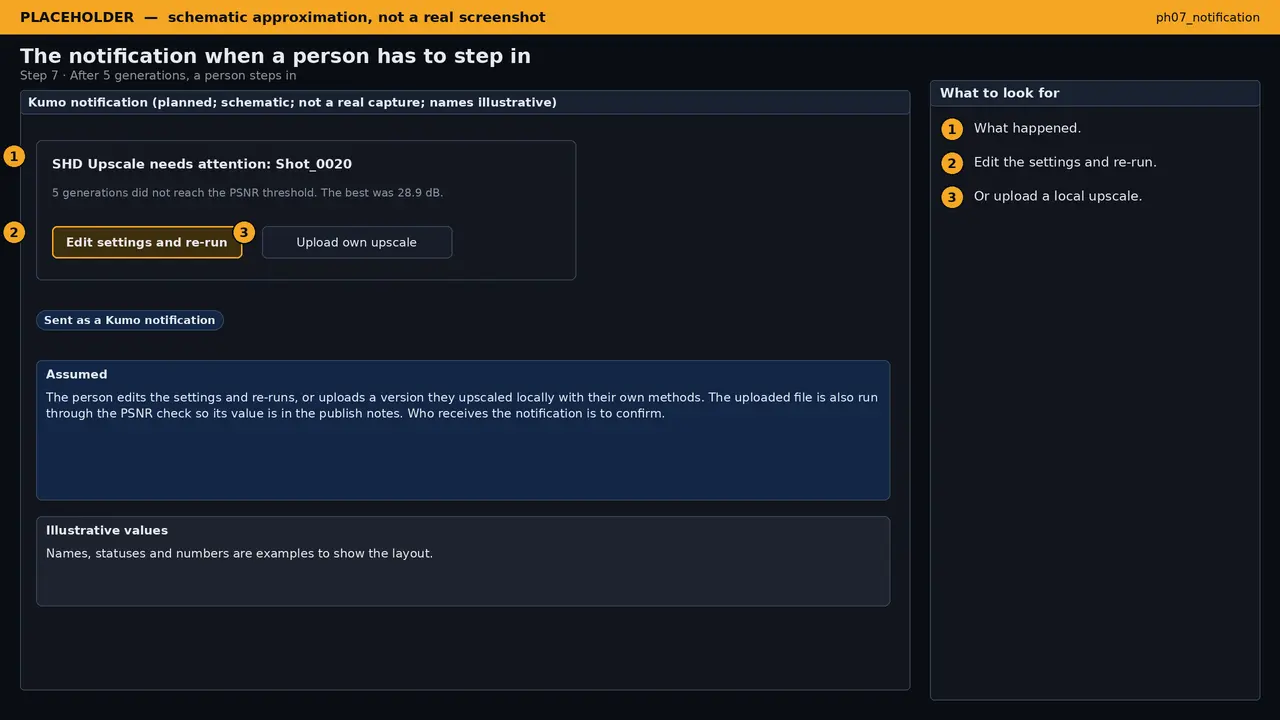 PLACEHOLDER — schematic approximation, not a real screenshot
ph07_notification
The notification when a person has to step in
Step 7 · After 5 generations, a person steps in
Kumo notification (planned; schematic; not a real capture; names illustrative)
1
SHD Upscale needs attention: Shot_0020
5 generations did not reach the PSNR threshold. The best was 28.9 dB.
2
Edit settings and re-run
3
Upload own upscale
Sent as a Kumo notification
Assumed
The person edits the settings and re-runs, or uploads a version they upscaled locally with their own methods. The uploaded file is also run
through the PSNR check so its value is in the publish notes. Who receives the notification is to confirm.
Illustrative values
Names, statuses and numbers are examples to show the layout.
What to look for
1 What happened.
2 Edit the settings and re-run.
3 Or upload a local upscale.